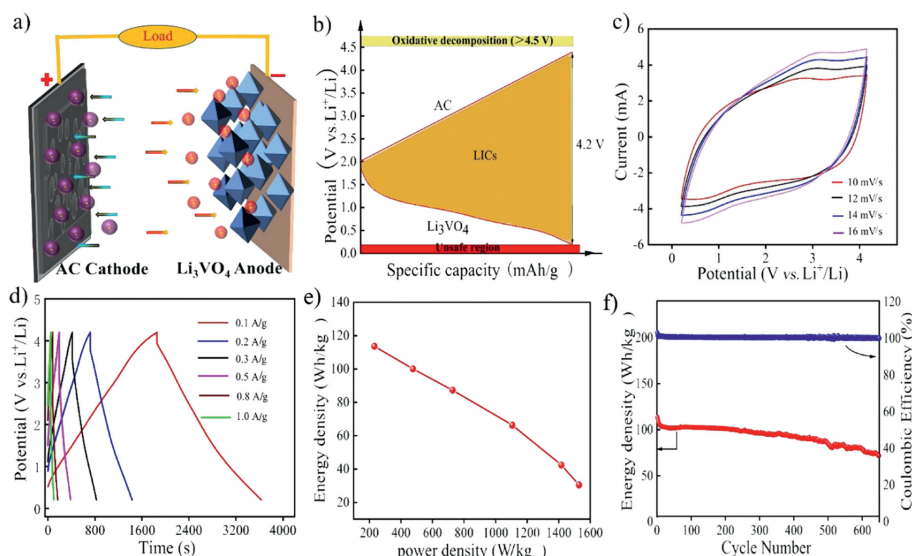 a)
Load
+
−
AC Cathode
Li3VO4 Anode
b)
Potential (V vs. Li+/Li)
4.5
4.0
3.5
3.0
2.5
2.0
1.5
1.0
0.5
0.0
Oxidative decomposition (>4.5 V)
AC
LICs
4.2 V
Li3VO4
Unsafe region
Specific capacity (mAh/g)
c)
Current (mA)
8
4
0
-4
-8
0 1 2 3 4
10 mV/s
12 mV/s
14 mV/s
16 mV/s
Potential (V vs. Li+/Li)
d)
Potential (V vs. Li+/Li)
5
4
3
2
1
0
0.1 A/g
0.2 A/g
0.3 A/g
0.5 A/g
0.8 A/g
1.0 A/g
0 800 1600 2400 3200 4000
Time (s)
e)
Energy density (Wh/kg)
140
120
100
80
60
40
20
200 400 600 800 1000 1200 1400 1600
power density (W/kg)
f)
Energy deensity (Wh/kg)
200
150
100
50
0
0 100 200 300 400 500 600
Cycle Number
120
100
80
60
40
20
0
Coulombic Efficiency (%)